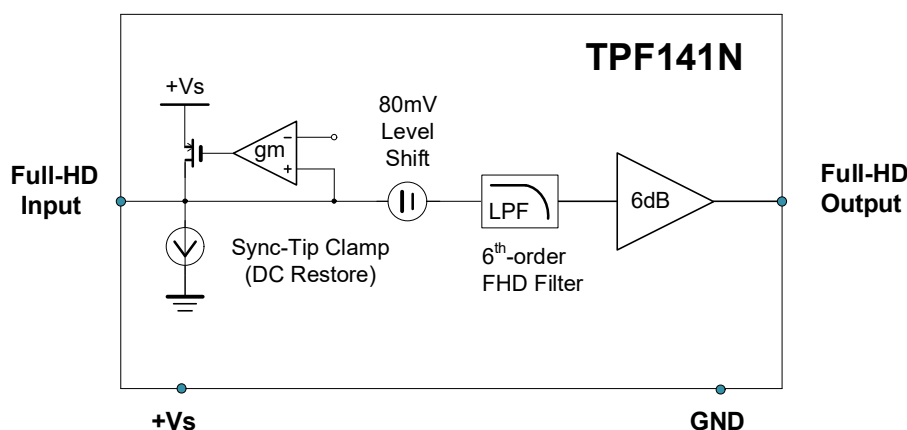 TPF141N
+Vs
80mV
Level
Shift
−
gm
+
Full-HD
Input
Full-HD
Output
LPF
6dB
Sync-Tip Clamp
(DC Restore)
6th-order
FHD Filter
+Vs
GND